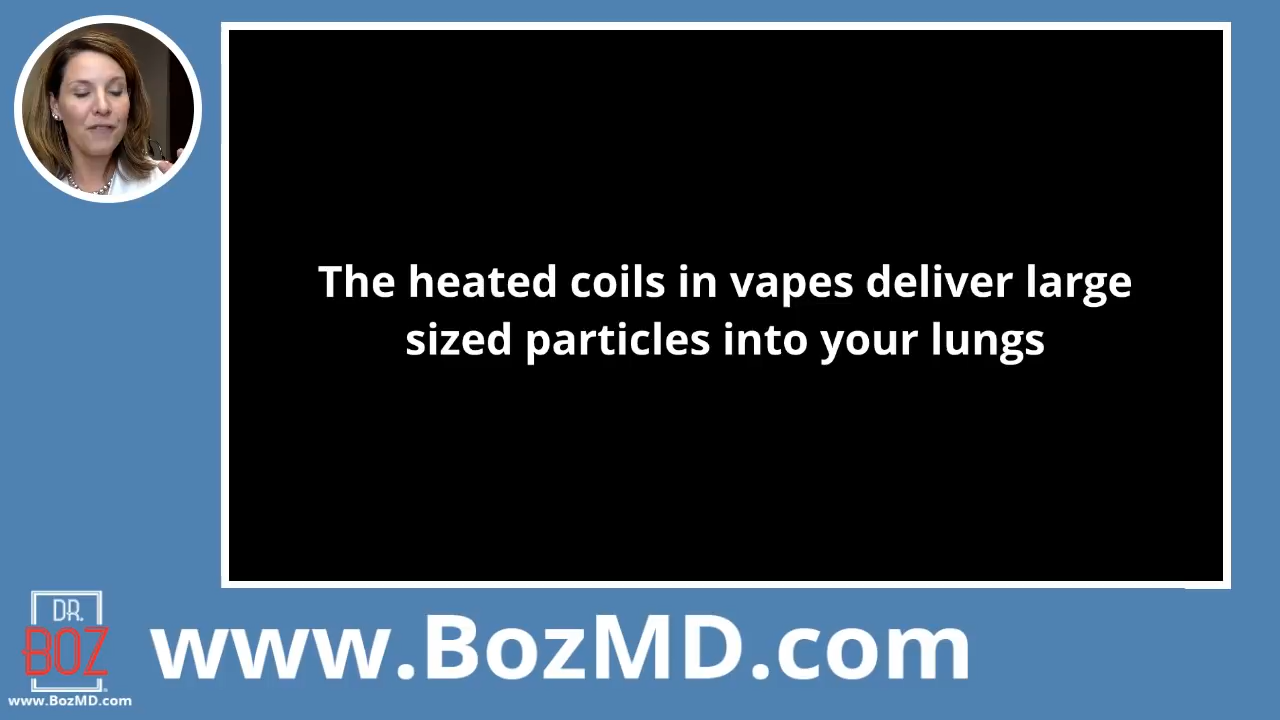 The heated coils in vapes deliver large
sized particles into your lungs
DR.
BOZ
www.BozMD.com
www.BozMD.com